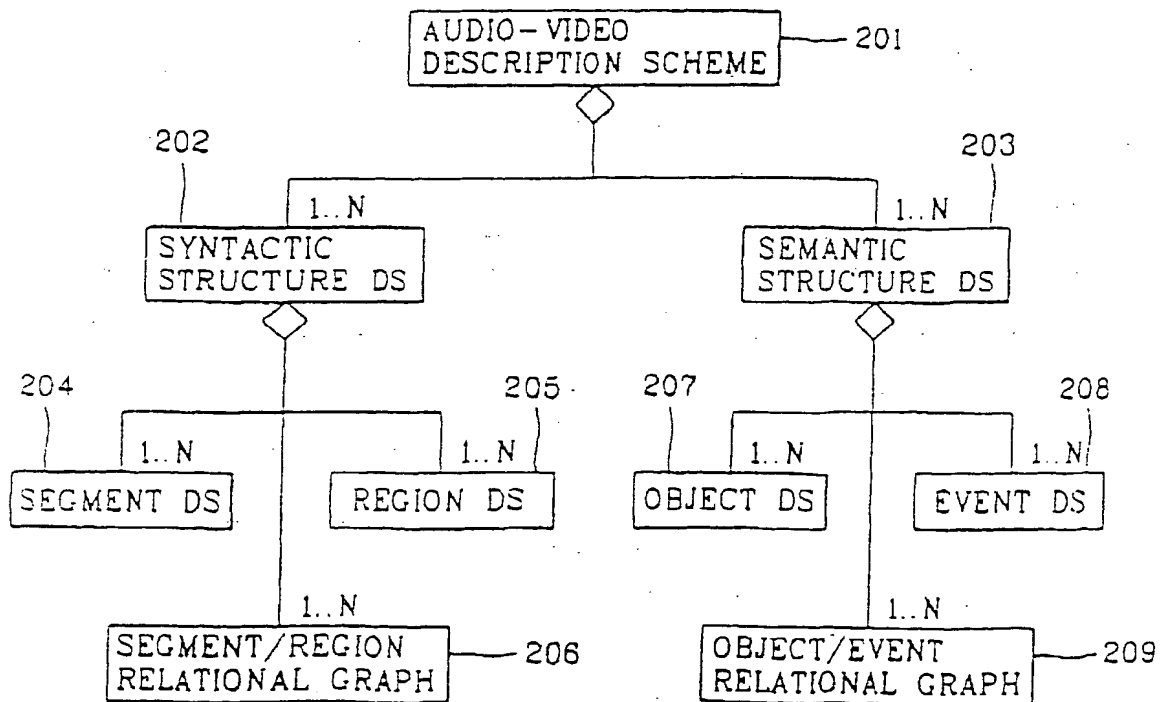 AUDIO-VIDEO
DESCRIPTION SCHEME
201
202
203
1..N
1..N
SYNTACTIC
STRUCTURE DS
SEMANTIC
STRUCTURE DS
204
205
207
208
1..N
1..N
1..N
1..N
SEGMENT DS
REGION DS
OBJECT DS
EVENT DS
1..N
1..N
SEGMENT/REGION
RELATIONAL GRAPH
206
OBJECT/EVENT
RELATIONAL GRAPH
209